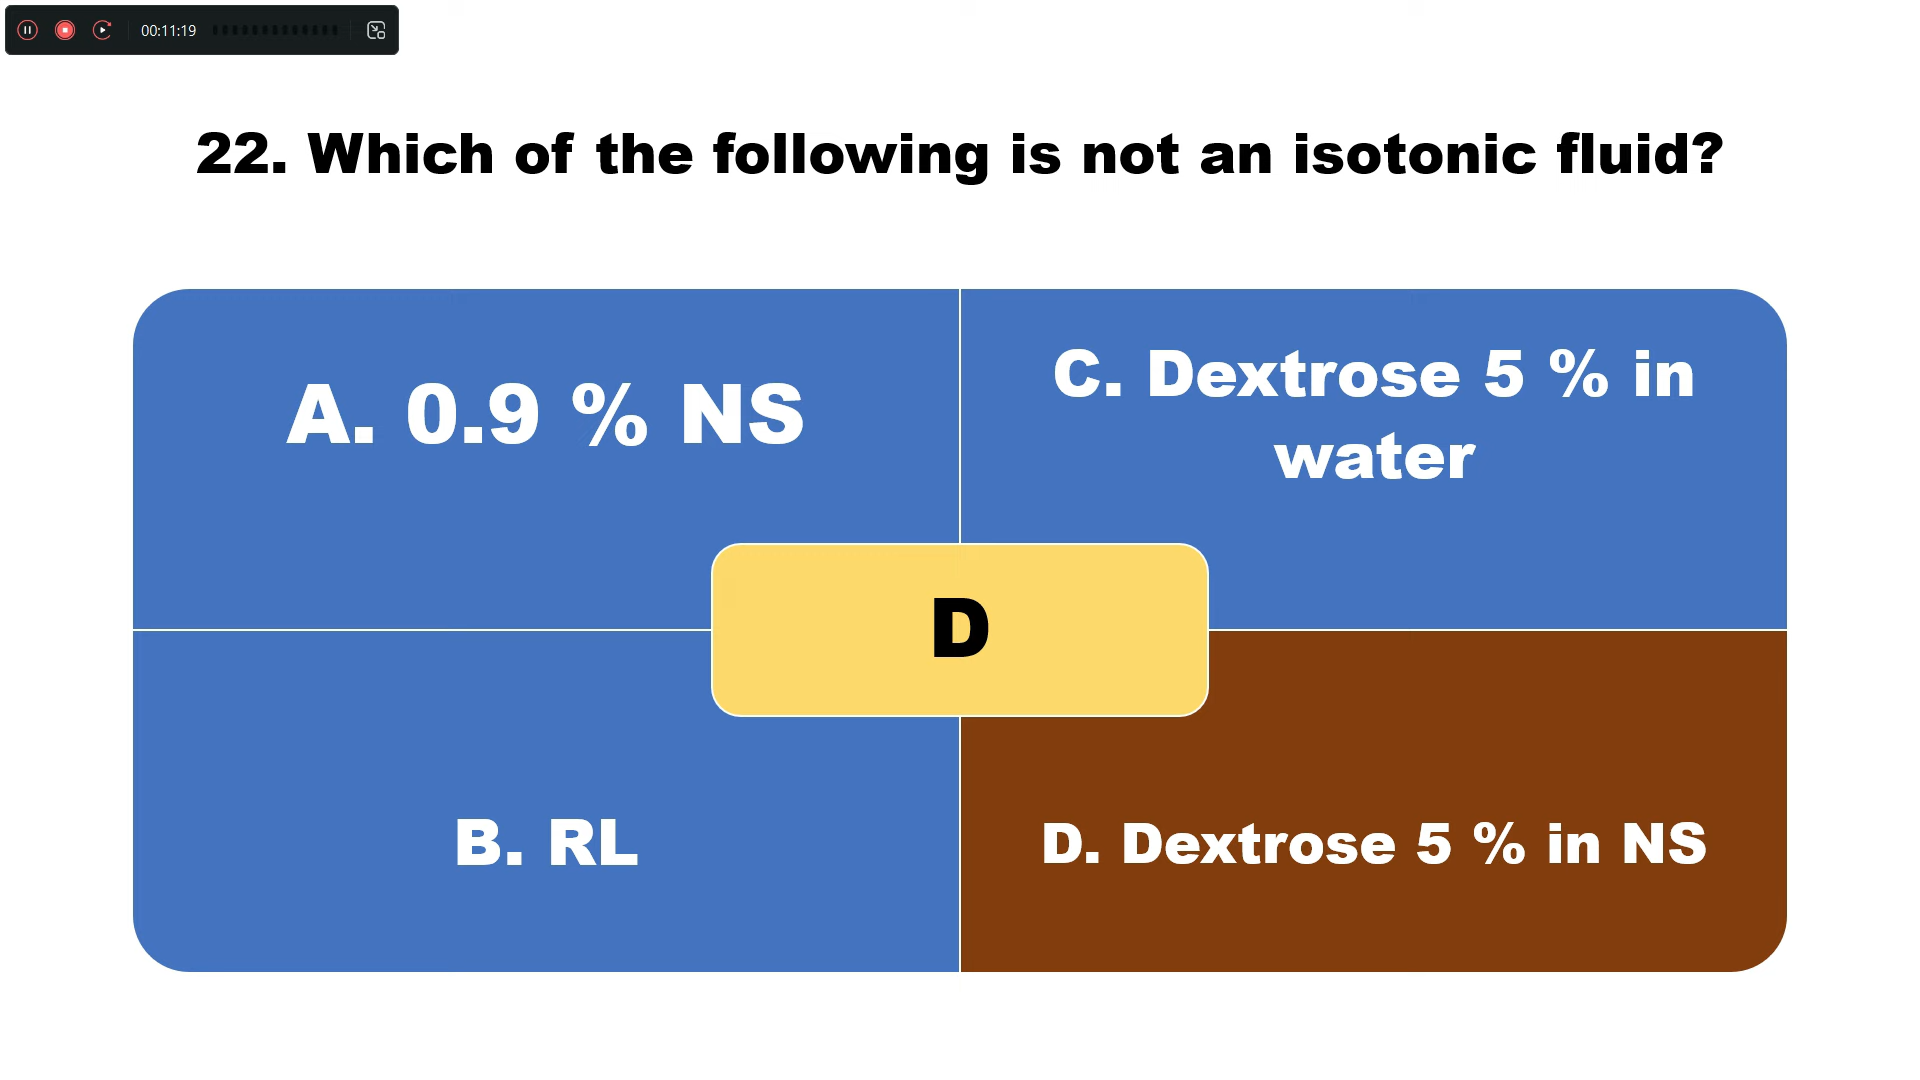 00:11:19
22. Which of the following is not an isotonic fluid?
A. 0.9 % NS
C. Dextrose 5 % in
water
D
B. RL
D. Dextrose 5 % in NS